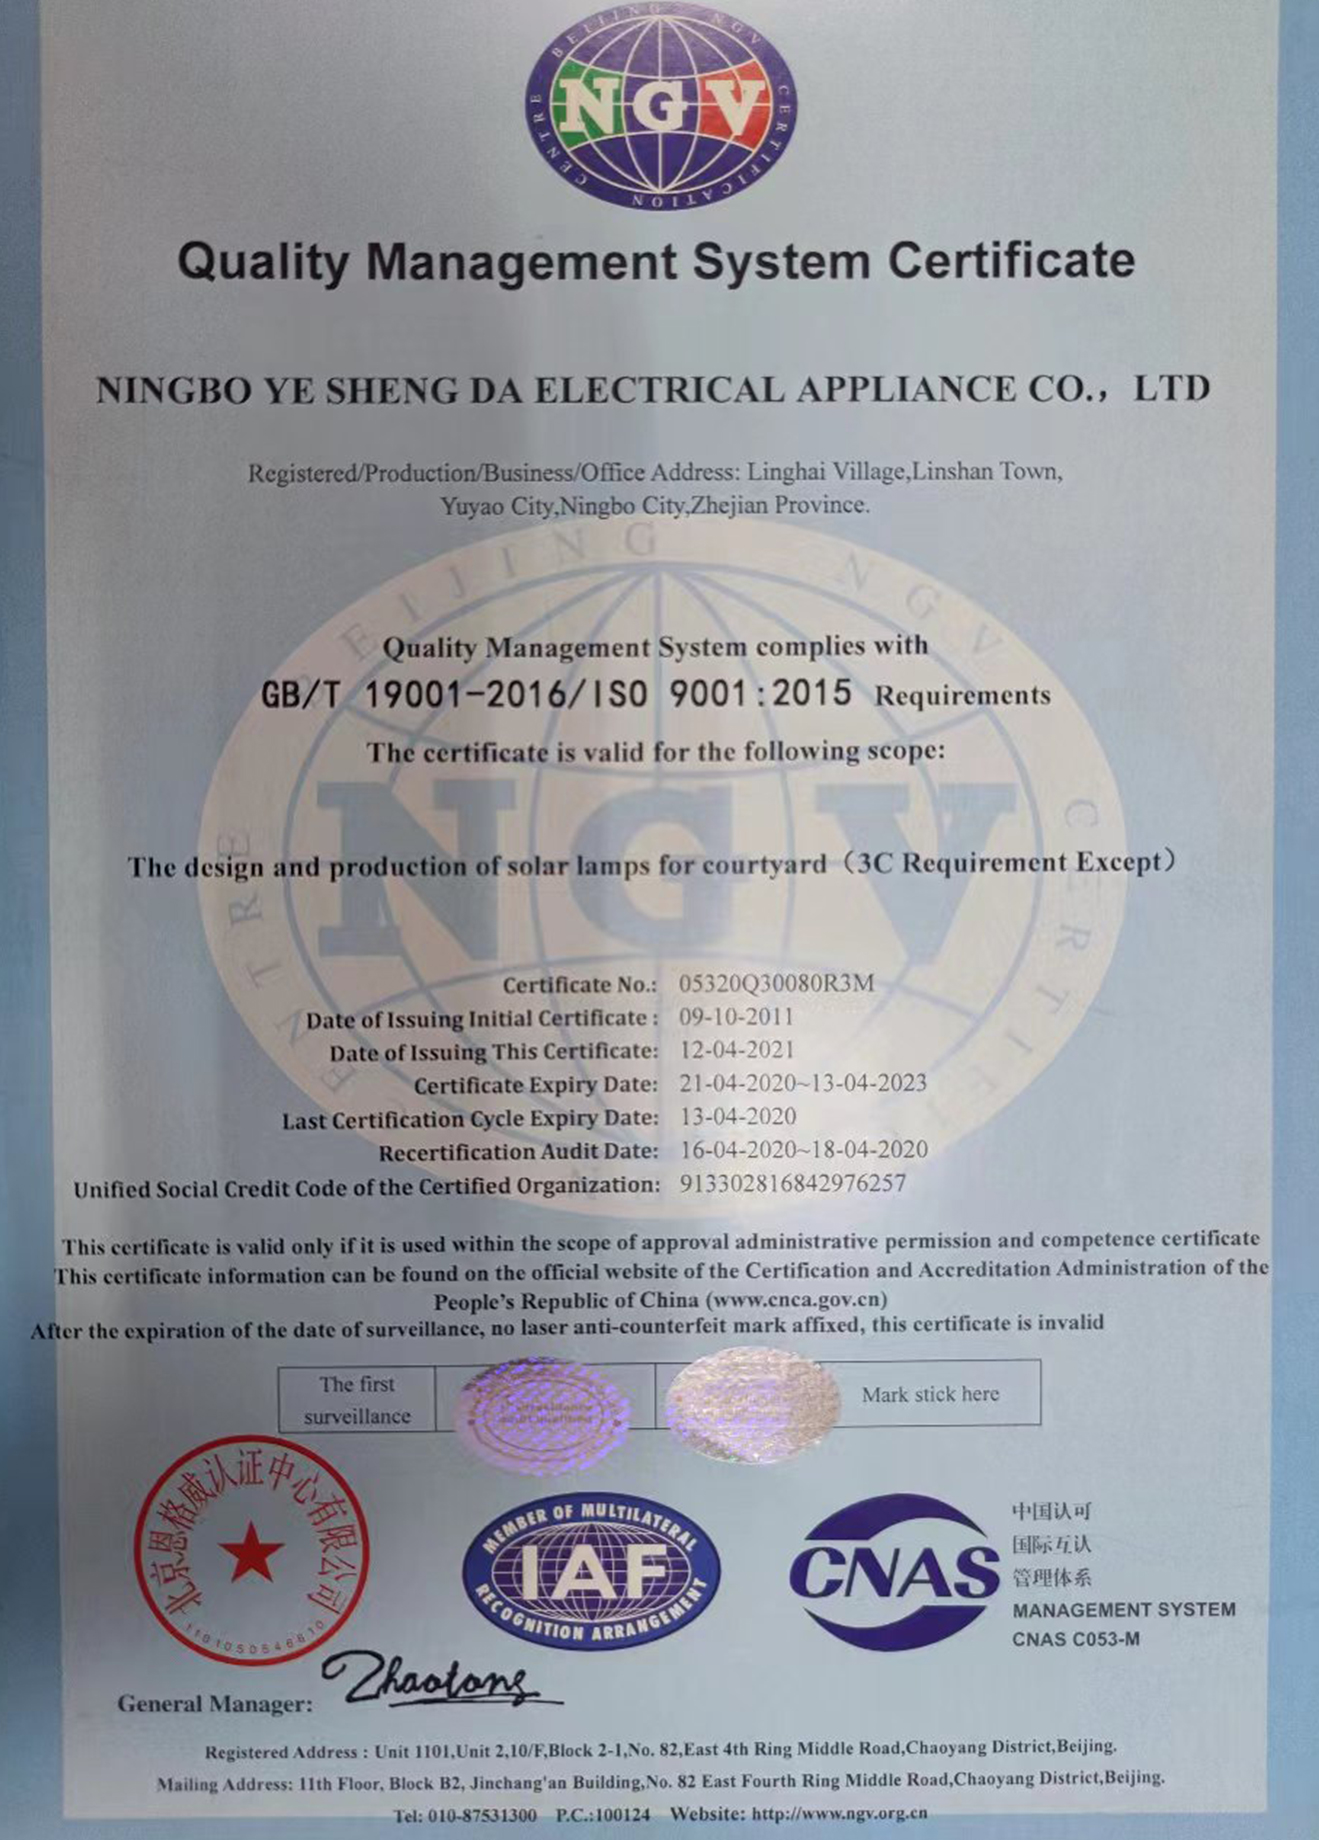 BEIJING NGV CERTIFICATION CENTRE
NGV
Quality Management System Certificate
NINGBO YE SHENG DA ELECTRICAL APPLIANCE CO., LTD
Registered/Production/Business/Office Address: Linghai Village,Linshan Town,
Yuyao City,Ningbo City,Zhejian Province.
BEIJING NGV CERTIFI
Quality Management System complies with
GB/T 19001-2016/ISO 9001:2015 Requirements
The certificate is valid for the following scope:
NGV
ENTRE
The design and production of solar lamps for courtyard（3C Requirement Except）
Certificate No.: 05320Q30080R3M
Date of Issuing Initial Certificate : 09-10-2011
Date of Issuing This Certificate: 12-04-2021
Certificate Expiry Date: 21-04-2020~13-04-2023
Last Certification Cycle Expiry Date: 13-04-2020
Recertification Audit Date: 16-04-2020~18-04-2020
Unified Social Credit Code of the Certified Organization: 913302816842976257
This certificate is valid only if it is used within the scope of approval administrative permission and competence certificate
This certificate information can be found on the official website of the Certification and Accreditation Administration of the
People's Republic of China (www.cnca.gov.cn)
After the expiration of the date of surveillance, no laser anti-counterfeit mark affixed, this certificate is invalid
The first
surveillance
Mark stick here
北京恩格威认证中心有限公司
1101050546810
MEMBER OF MULTILATERAL
IAF
RECOGNITION ARRANGEMENT
CNAS
中国认可
国际互认
管理体系
MANAGEMENT SYSTEM
CNAS C053-M
General Manager: Zhaotong
Registered Address : Unit 1101,Unit 2,10/F,Block 2-1,No. 82,East 4th Ring Middle Road,Chaoyang District,Beijing.
Mailing Address: 11th Floor, Block B2, Jinchang'an Building,No. 82 East Fourth Ring Middle Road,Chaoyang District,Beijing.
Tel: 010-87531300 P.C.:100124 Website: http://www.ngv.org.cn